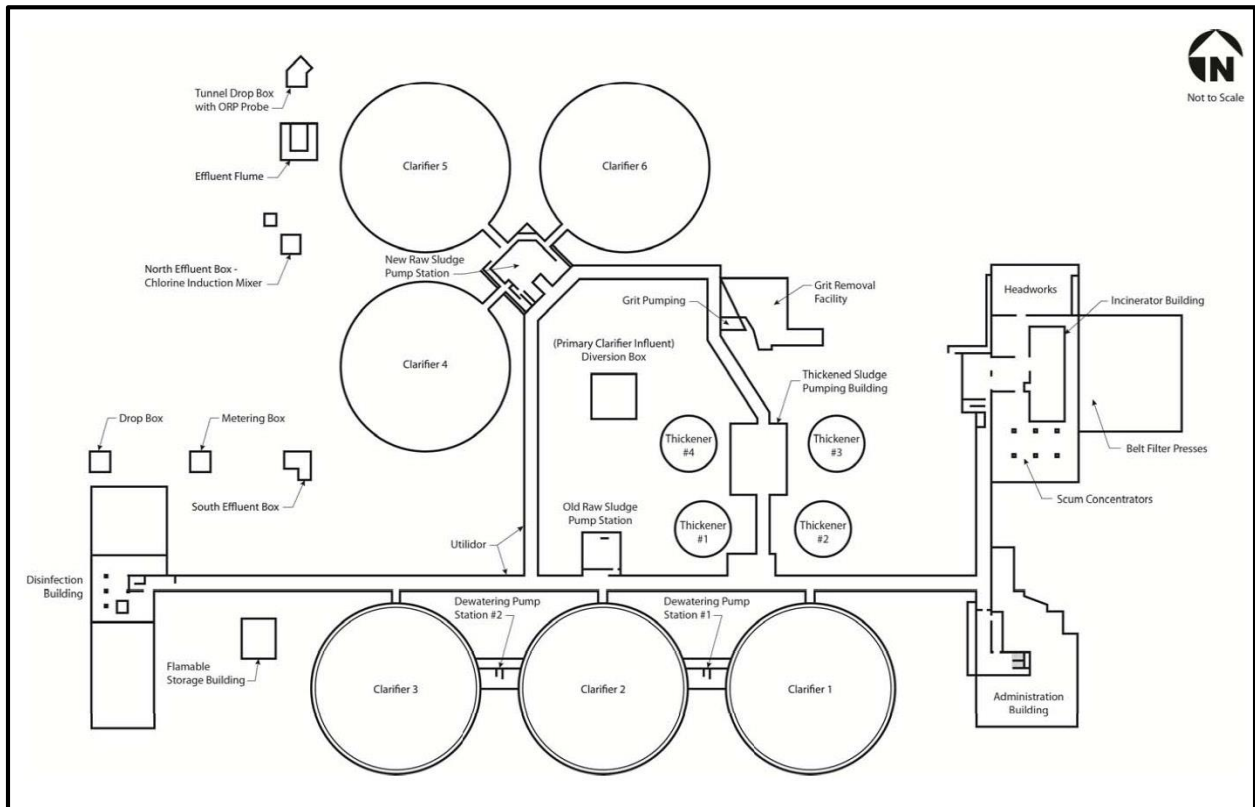 N
Not to Scale
Tunnel Drop Box
with ORP Probe
Effluent Flume
North Effluent Box -
Chlorine Induction Mixer
Clarifier 5
Clarifier 6
New Raw Sludge
Pump Station
Clarifier 4
Grit Pumping
Grit Removal
Facility
Headworks
Incinerator Building
(Primary Clarifier Influent)
Diversion Box
Thickened Sludge
Pumping Building
Drop Box
Metering Box
South Effluent Box
Thickener
#4
Thickener
#3
Belt Filter Presses
Scum Concentrators
Old Raw Sludge
Pump Station
Thickener
#1
Thickener
#2
Utilidor
Disinfection
Building
Dewatering Pump
Station #2
Dewatering Pump
Station #1
Flamable
Storage Building
Clarifier 3
Clarifier 2
Clarifier 1
Administration
Building